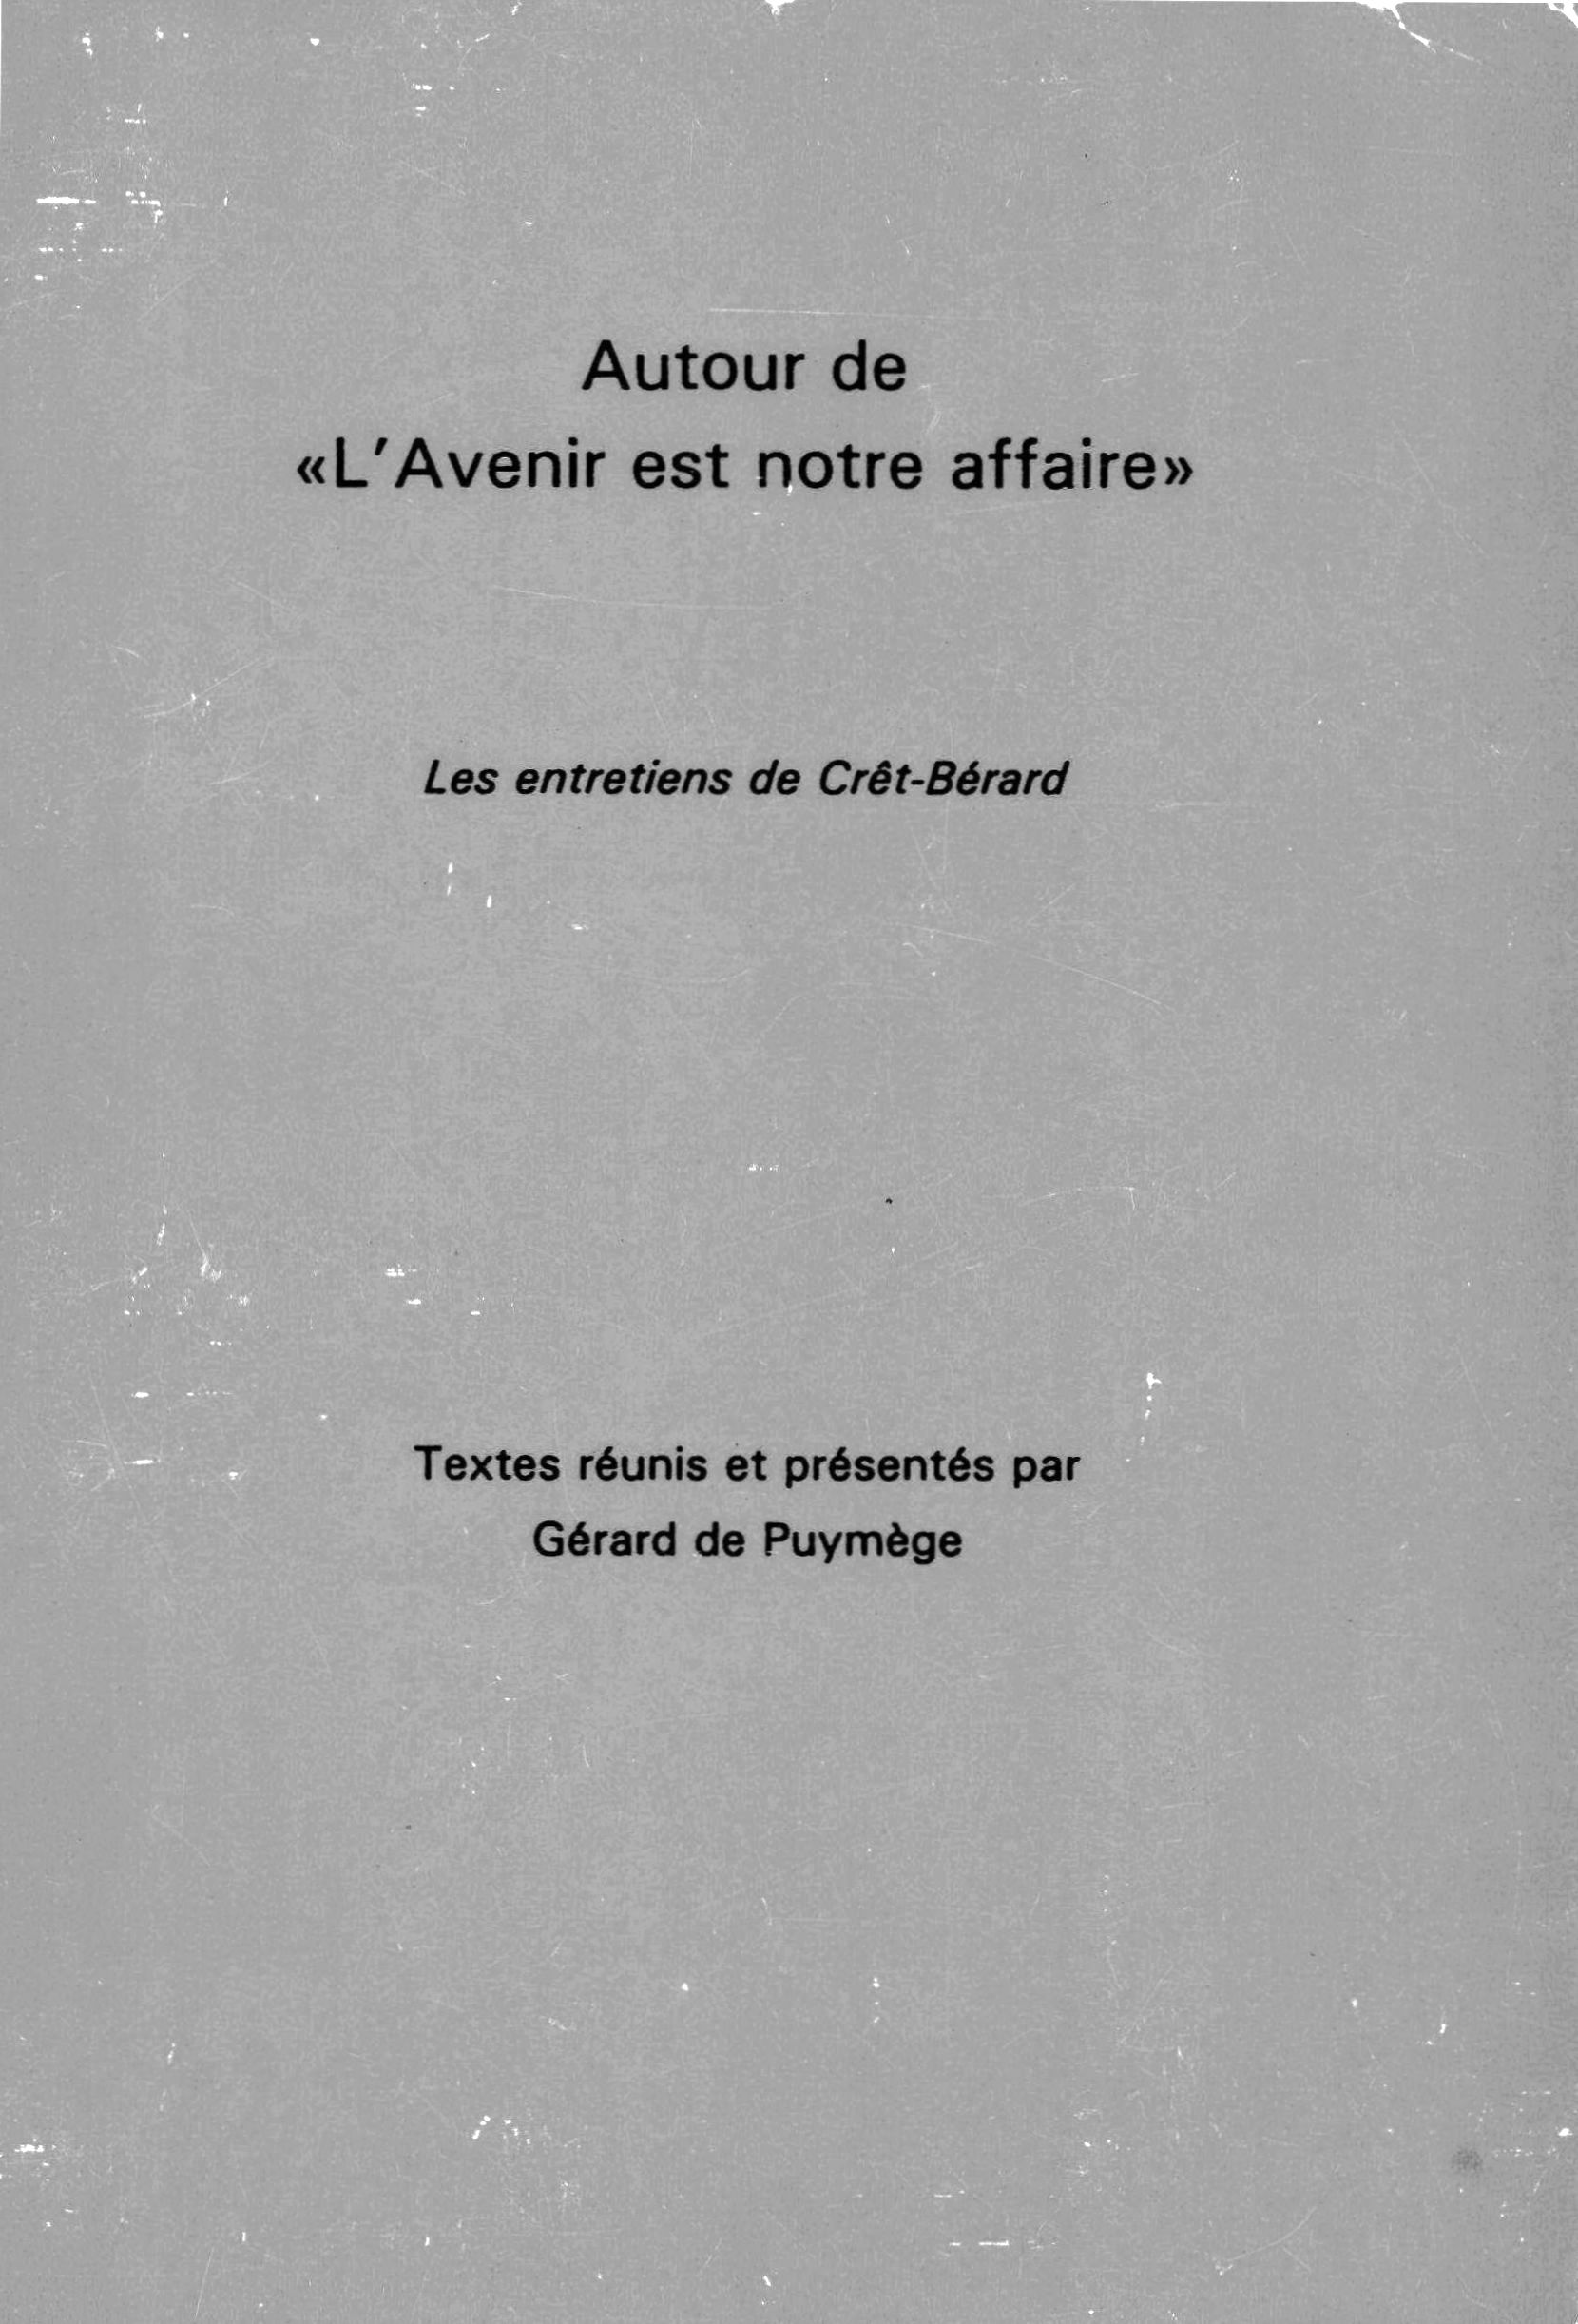 Autour de
«L'Avenir est notre affaire»
Les entretiens de Crêt-Bérard
Textes réunis et présentés par
Gérard de Puymège